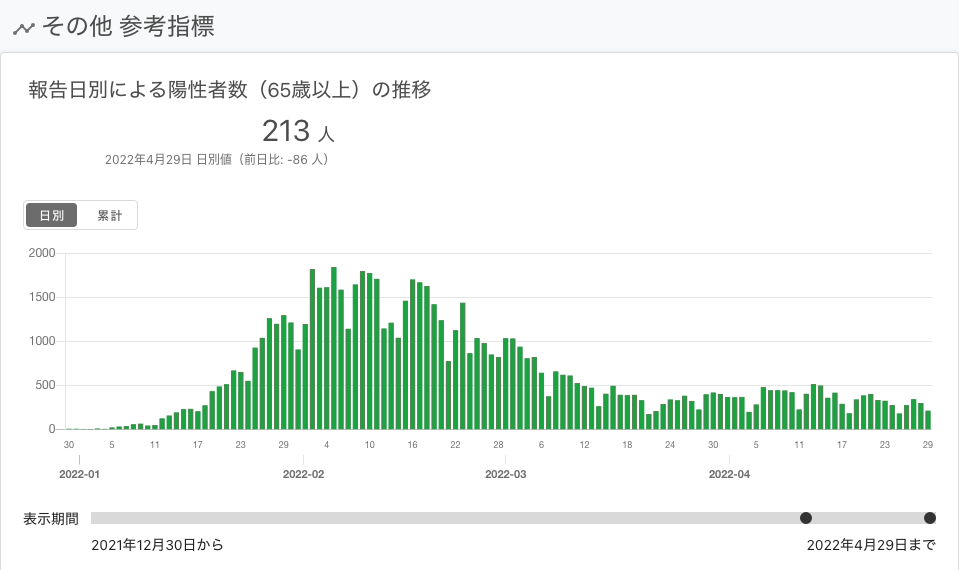 その他 参考指標
報告日別による陽性者数（65歳以上）の推移
213 人
2022年4月29日 日別値（前日比: -86 人）
日別 累計
2000
1500
1000
500
0
30 5 11 17 23 29 4 10 16 22 28 6 12 18 24 30 5 11 17 23 29
2022-01 2022-02 2022-03 2022-04
表示期間
2021年12月30日から 2022年4月29日まで